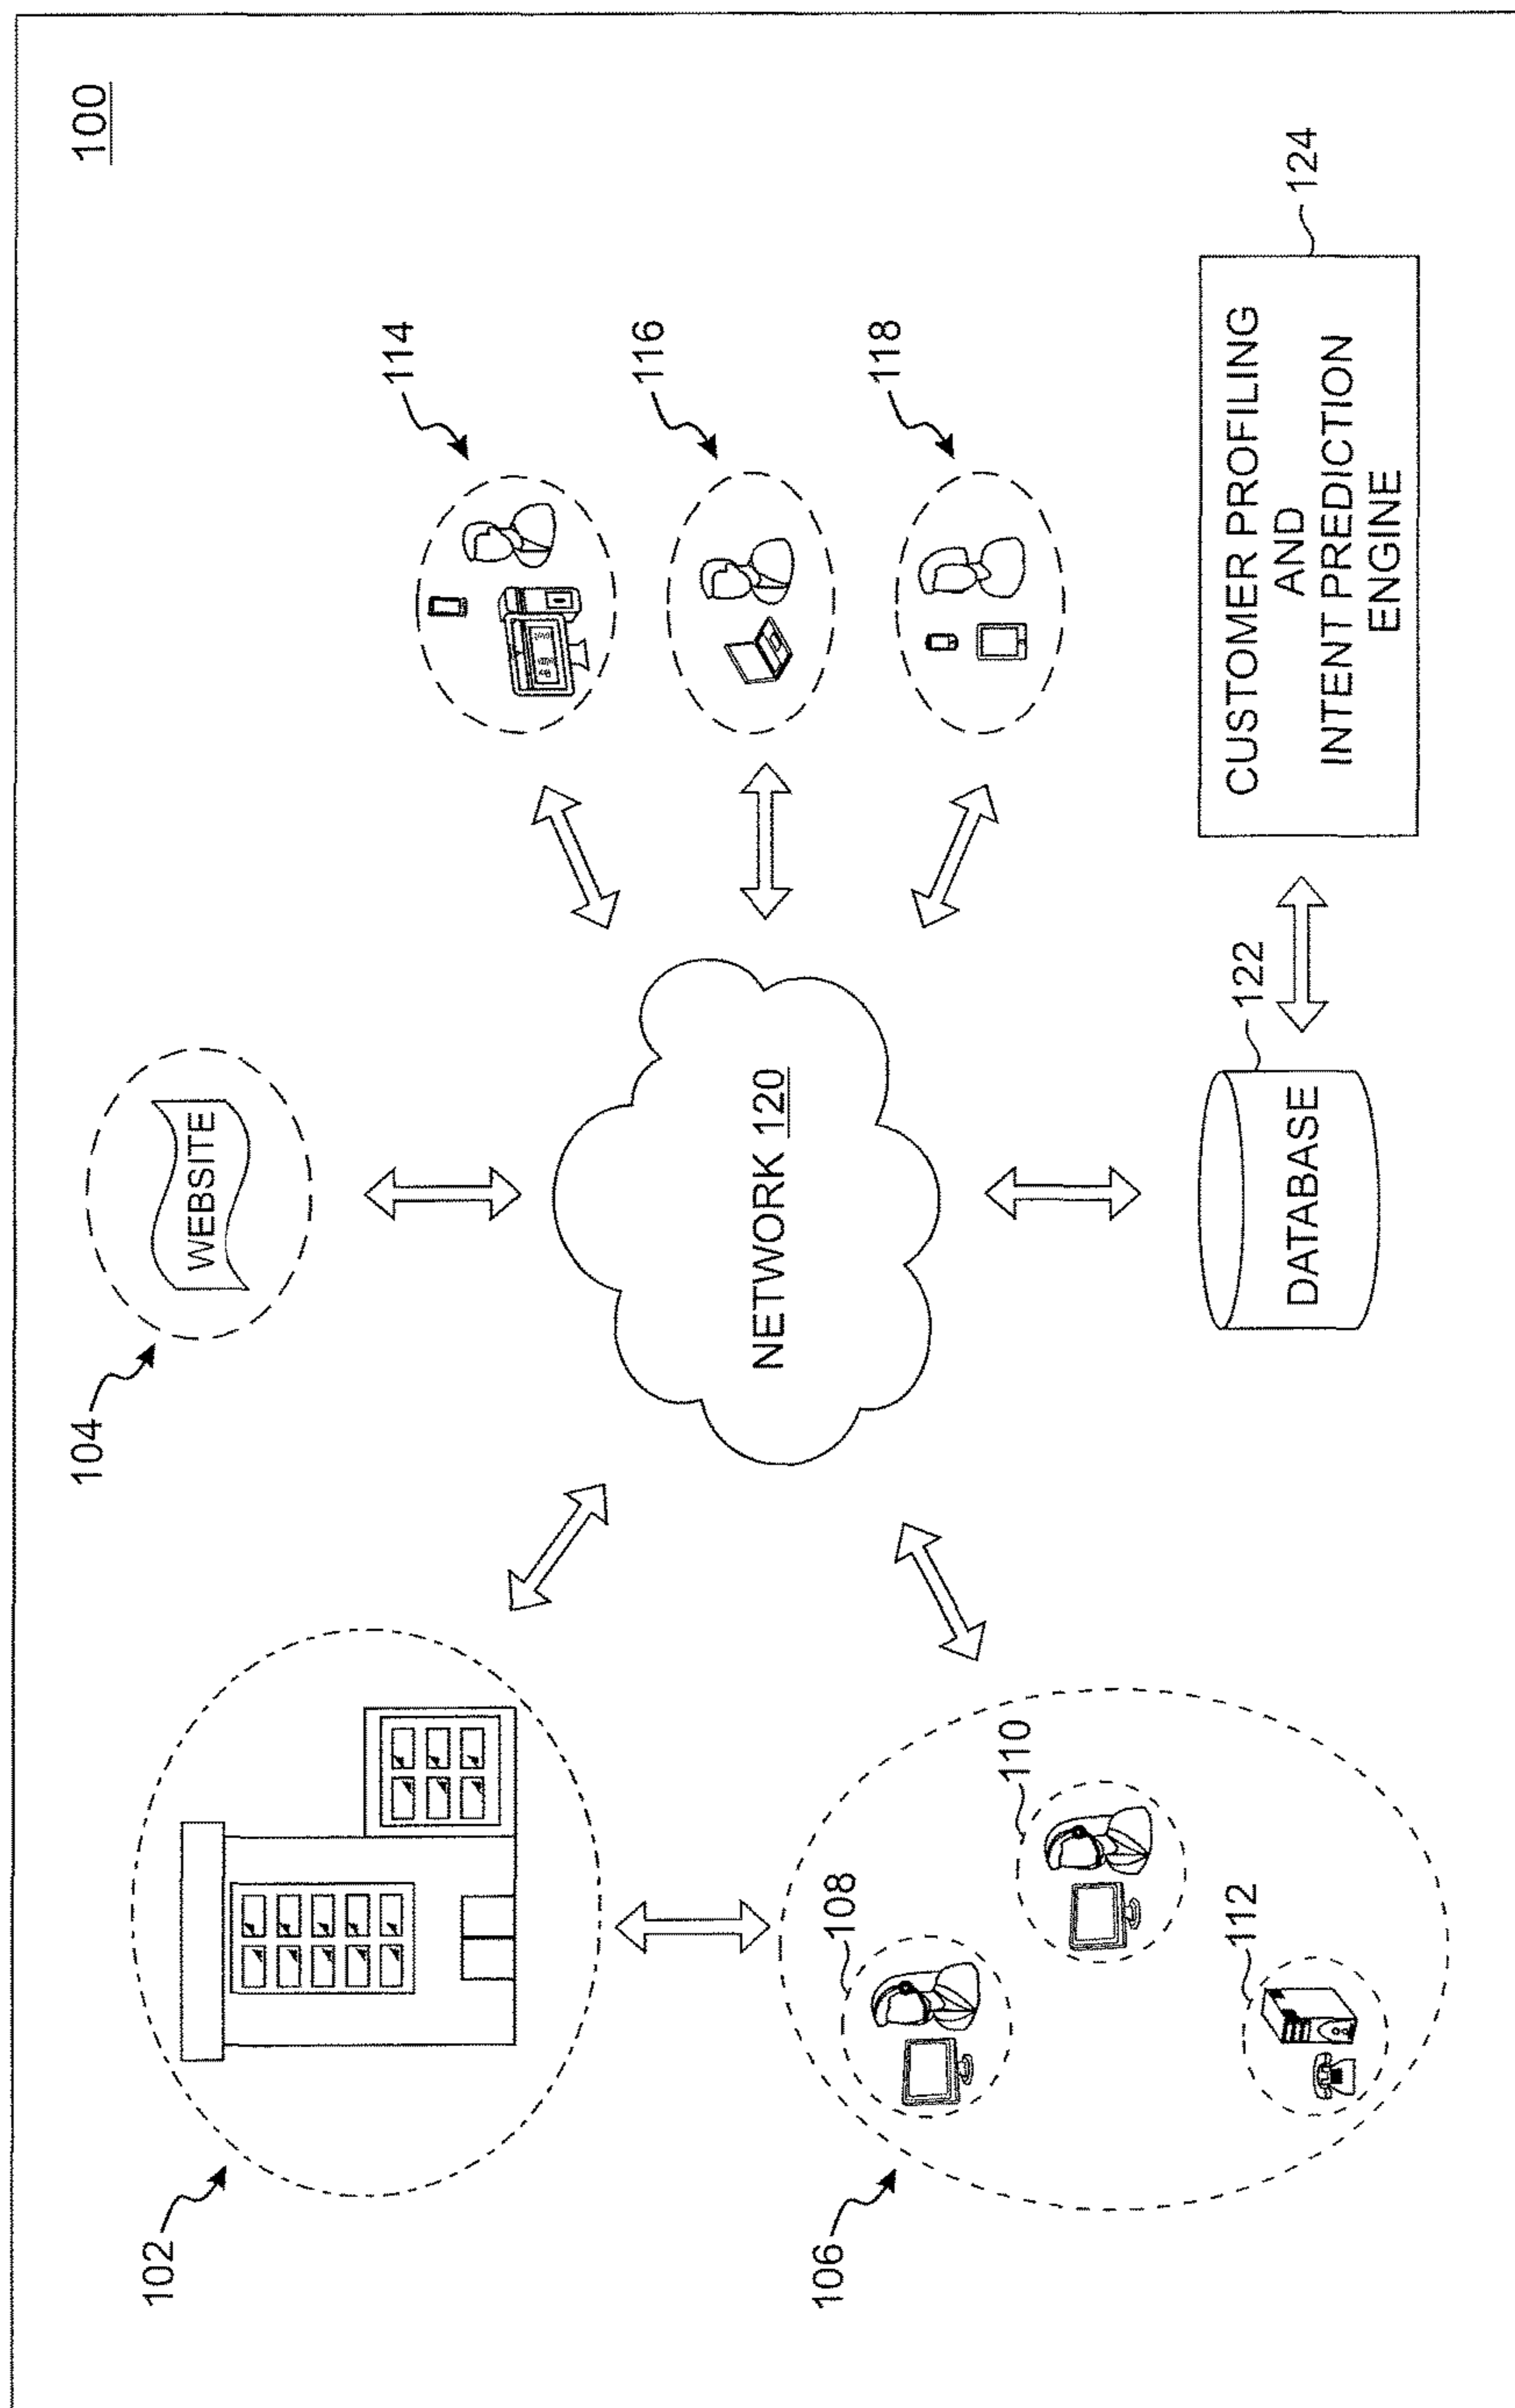 100
104
WEBSITE
102
114
116
NETWORK 120
118
108
110
106
112
122
DATABASE
124
CUSTOMER PROFILING
AND
INTENT PREDICTION
ENGINE